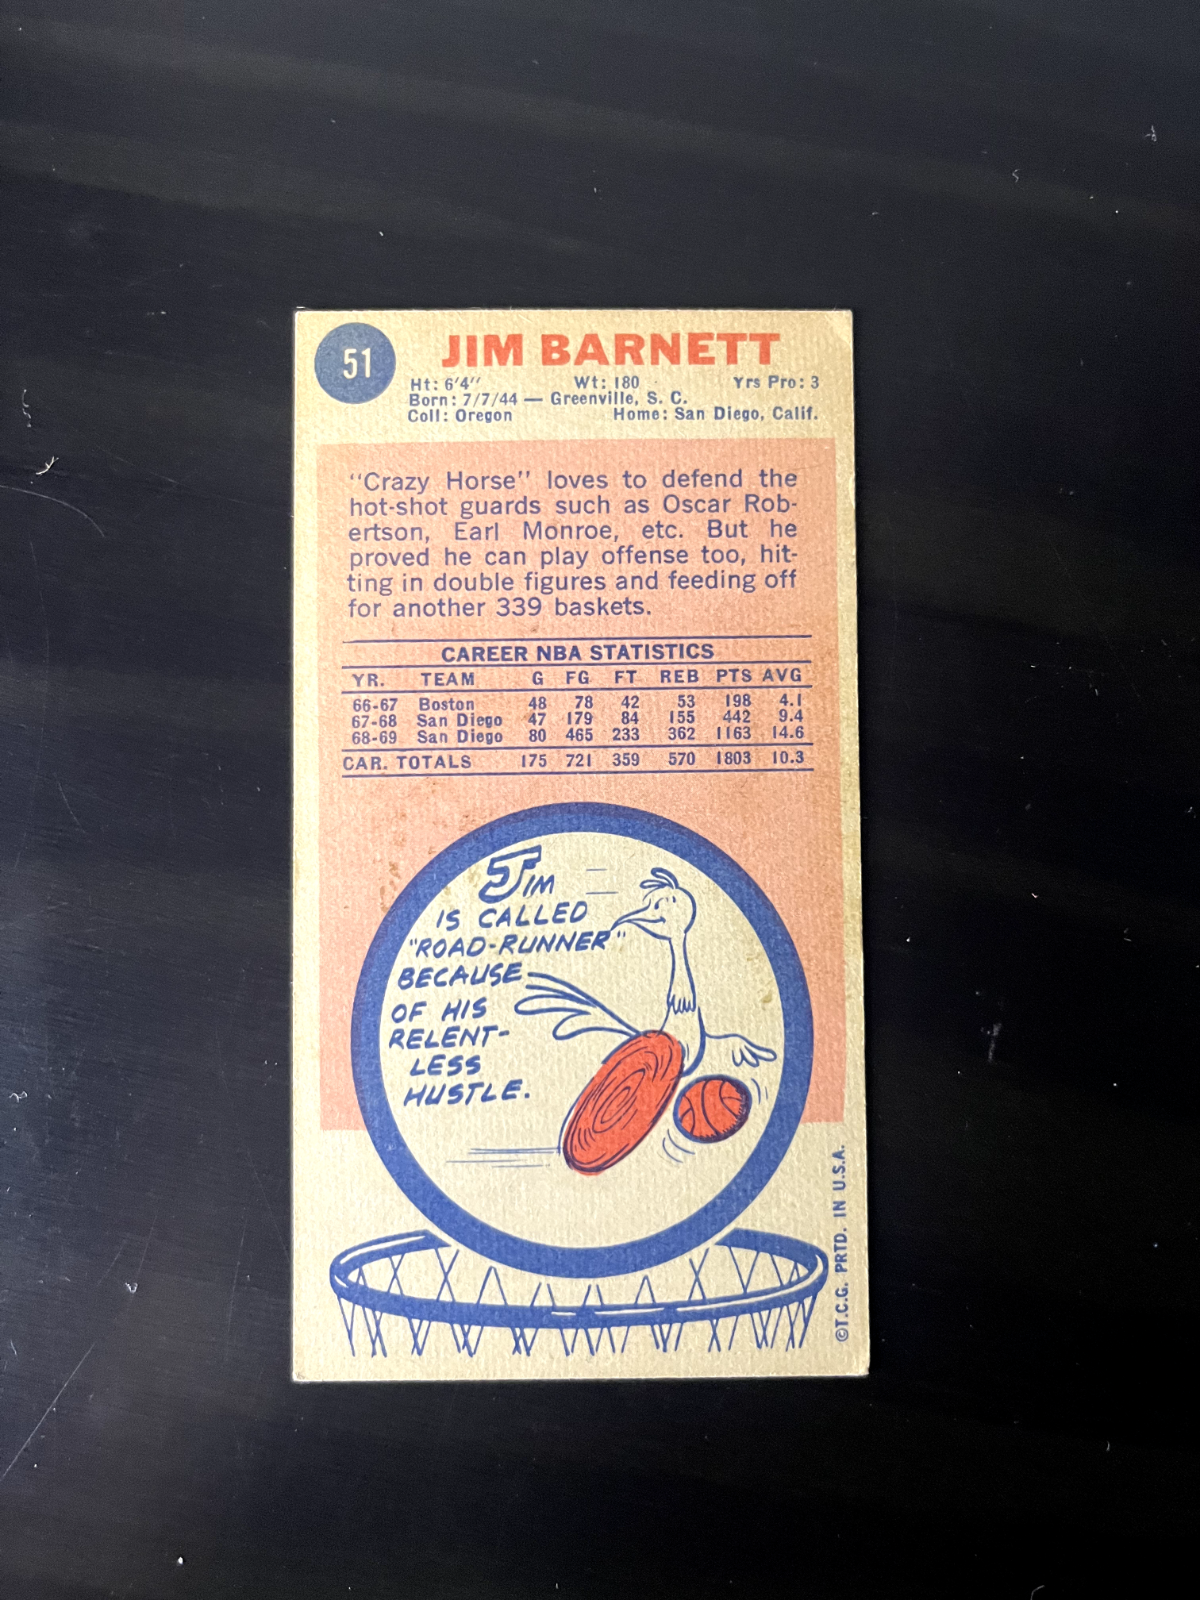 51
JIM BARNETT
Ht: 6'4" Wt: 180 Yrs Pro: 3
Born: 7/7/44 — Greenville, S. C.
Coll: Oregon Home: San Diego, Calif.
"Crazy Horse" loves to defend the
hot-shot guards such as Oscar Rob-
ertson, Earl Monroe, etc. But he
proved he can play offense too, hit-
ting in double figures and feeding off
for another 339 baskets.
CAREER NBA STATISTICS
YR. TEAM G FG FT REB PTS AVG
66-67 Boston 48 78 42 53 198 4.1
67-68 San Diego 47 179 84 155 442 9.4
68-69 San Diego 80 465 233 362 1163 14.6
CAR. TOTALS 175 721 359 570 1803 10.3
JIM
IS CALLED
"ROAD-RUNNER"
BECAUSE
OF HIS
RELENT-
LESS
HUSTLE.
©T.C.G. PRTD. IN U.S.A.